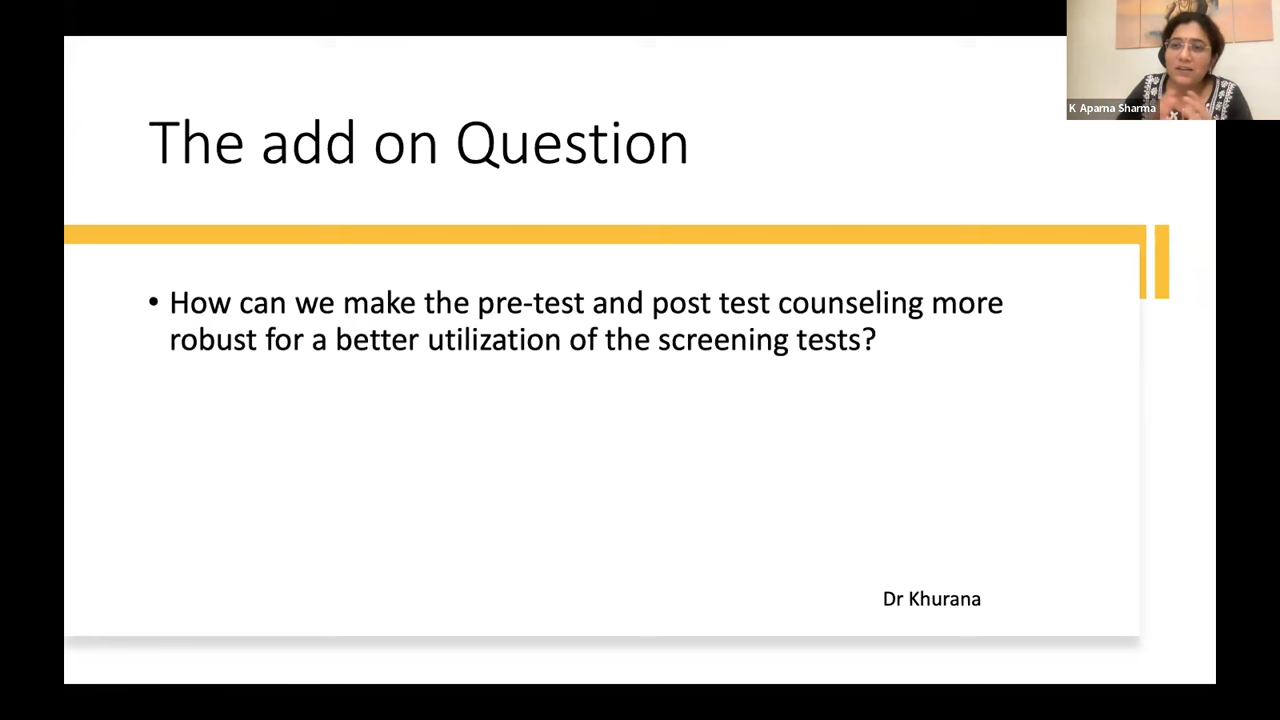 K Aparna Sharma
The add on Question
• How can we make the pre-test and post test counseling more
robust for a better utilization of the screening tests?
Dr Khurana